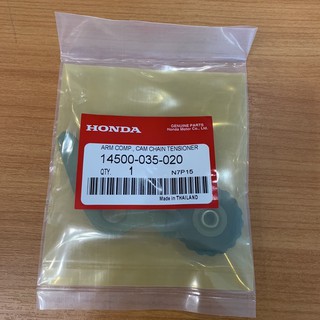 HONDA
GENUINE PARTS
Honda Motor Co., Ltd.
ARM COMP., CAM CHAIN TENSIONER
14500-035-020
QTY. 1 N7P15
Made in THAILAND